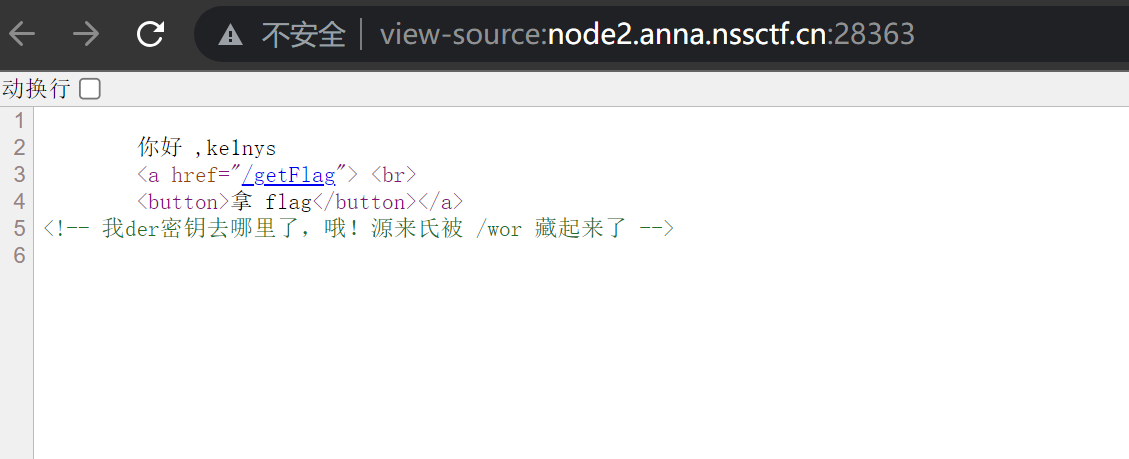 不安全 view-source:node2.anna.nssctf.cn:28363
动换行
1
2 你好 ,kelnys
3 <a href="/getFlag"> <br>
4 <button>拿 flag</button></a>
5 <!-- 我der密钥去哪里了，哦！源来氏被 /wor 藏起来了 -->
6